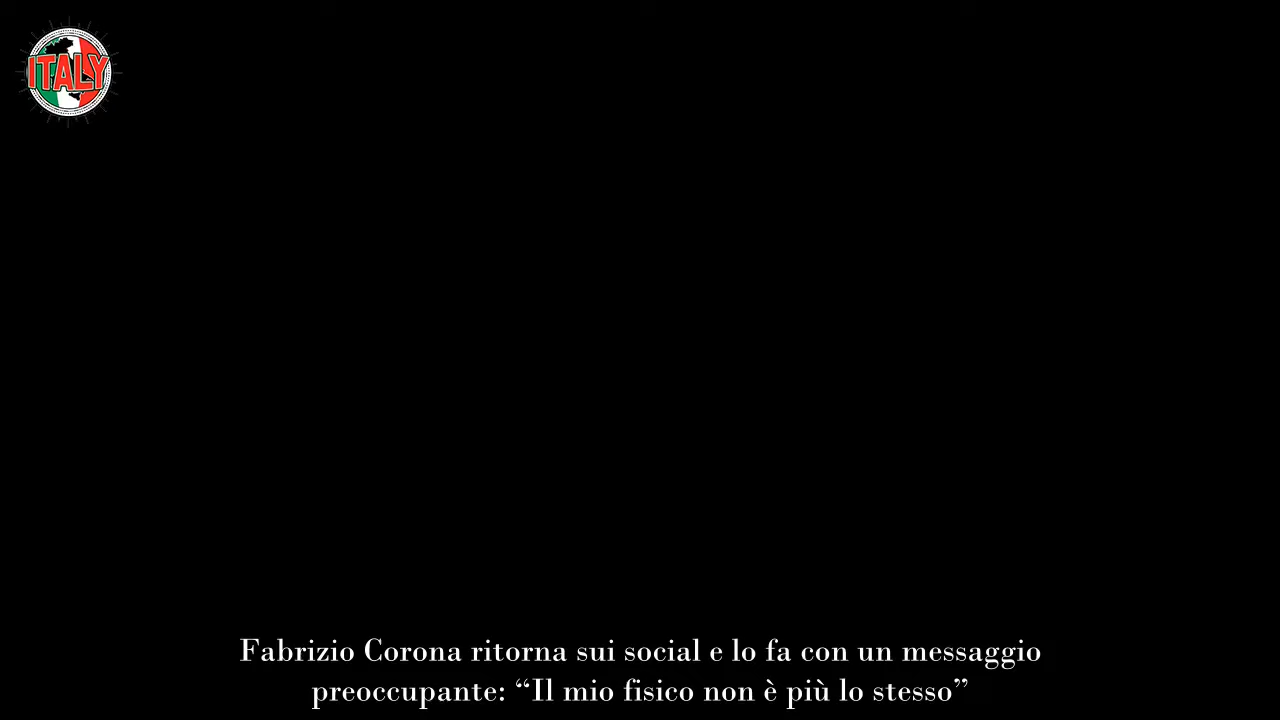 ITALY
Fabrizio Corona ritorna sui social e lo fa con un messaggio
preoccupante: “Il mio fisico non è più lo stesso”